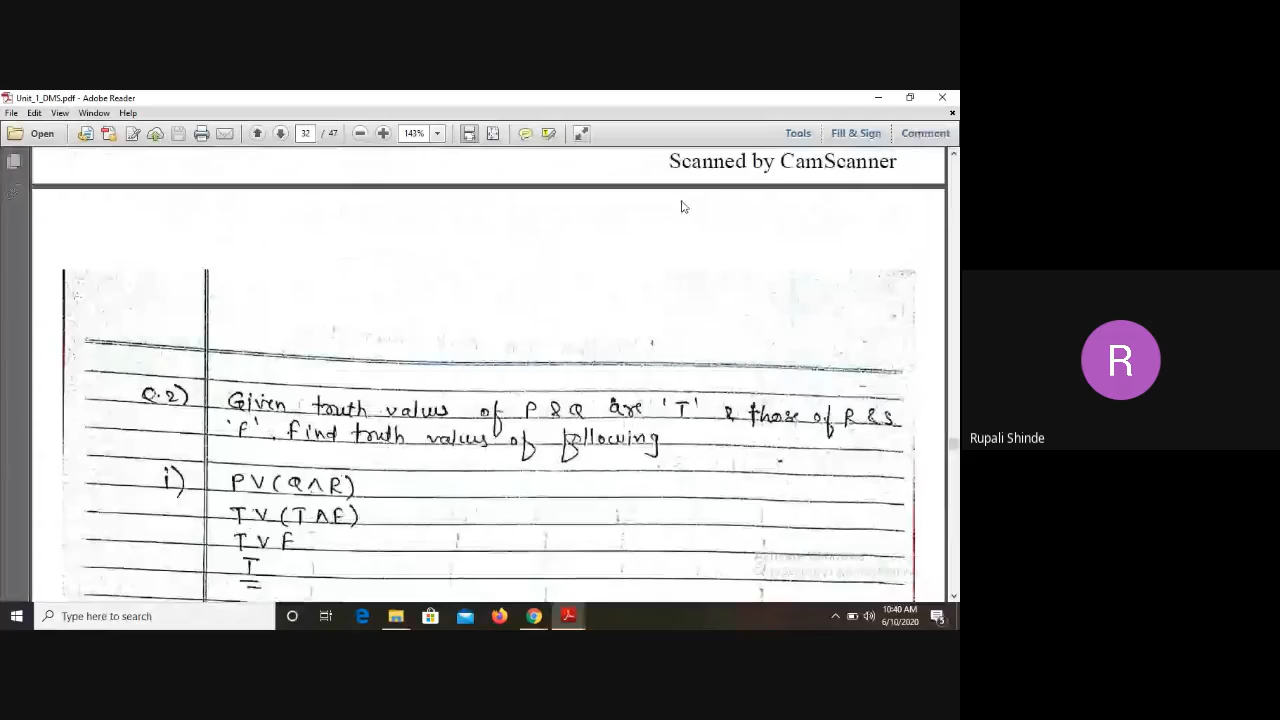 Unit_1_DMS.pdf - Adobe Reader
File Edit View Window Help
Open 32 / 47 143% Tools Fill & Sign Comment
Scanned by CamScanner
Q.2) Given truth values of P & Q are 'T' & those of R & S
'F'. Find truth values of following
i) P V (Q ∧ R)
T V (T ∧ F)
T V F
T
R
Rupali Shinde
Type here to search
10:40 AM
6/10/2020
5